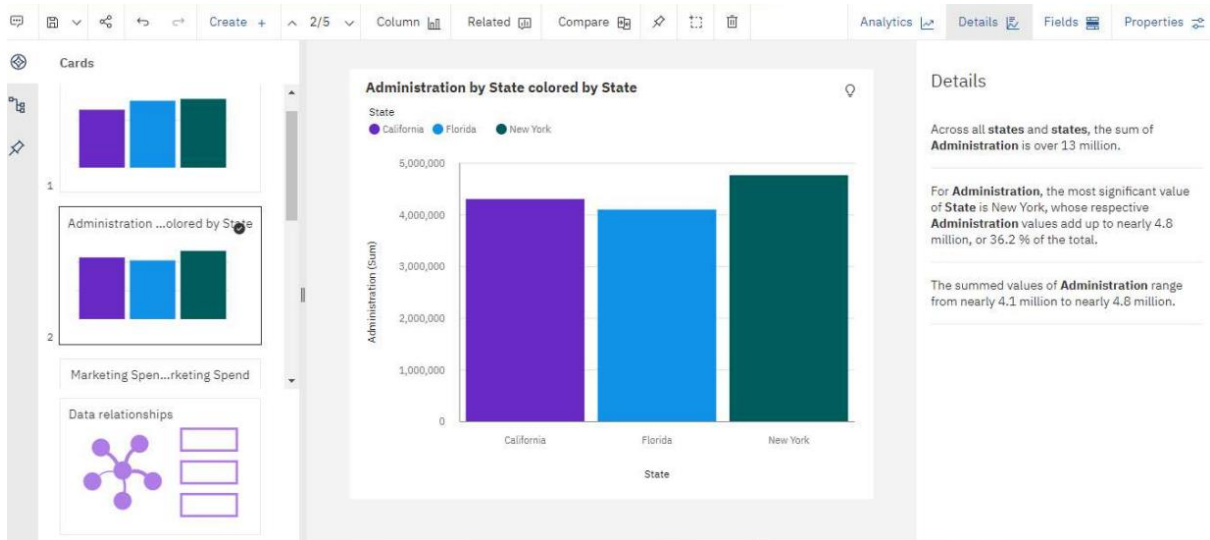 Create +
2/5
Column
Related
Compare
Analytics
Details
Fields
Properties
Cards
1
Administration ...olored by State
2
Marketing Spen...rketing Spend
Data relationships
Administration by State colored by State
State
California
Florida
New York
5,000,000
4,000,000
3,000,000
2,000,000
1,000,000
0
Administration (Sum)
California
Florida
New York
State
Details
Across all states and states, the sum of
Administration is over 13 million.
For Administration, the most significant value
of State is New York, whose respective
Administration values add up to nearly 4.8
million, or 36.2 % of the total.
The summed values of Administration range
from nearly 4.1 million to nearly 4.8 million.